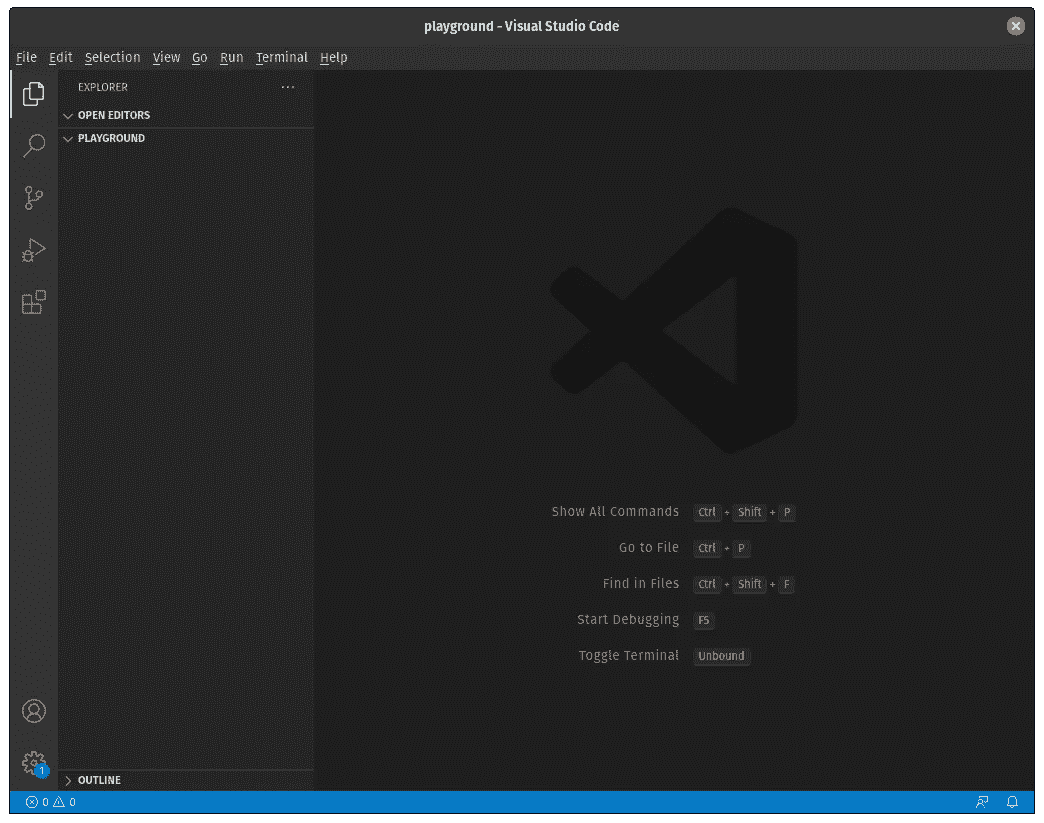 playground - Visual Studio Code
File Edit Selection View Go Run Terminal Help
EXPLORER ...
OPEN EDITORS
PLAYGROUND
Show All Commands Ctrl + Shift + P
Go to File Ctrl + P
Find in Files Ctrl + Shift + F
Start Debugging F5
Toggle Terminal Unbound
1
OUTLINE
0 0